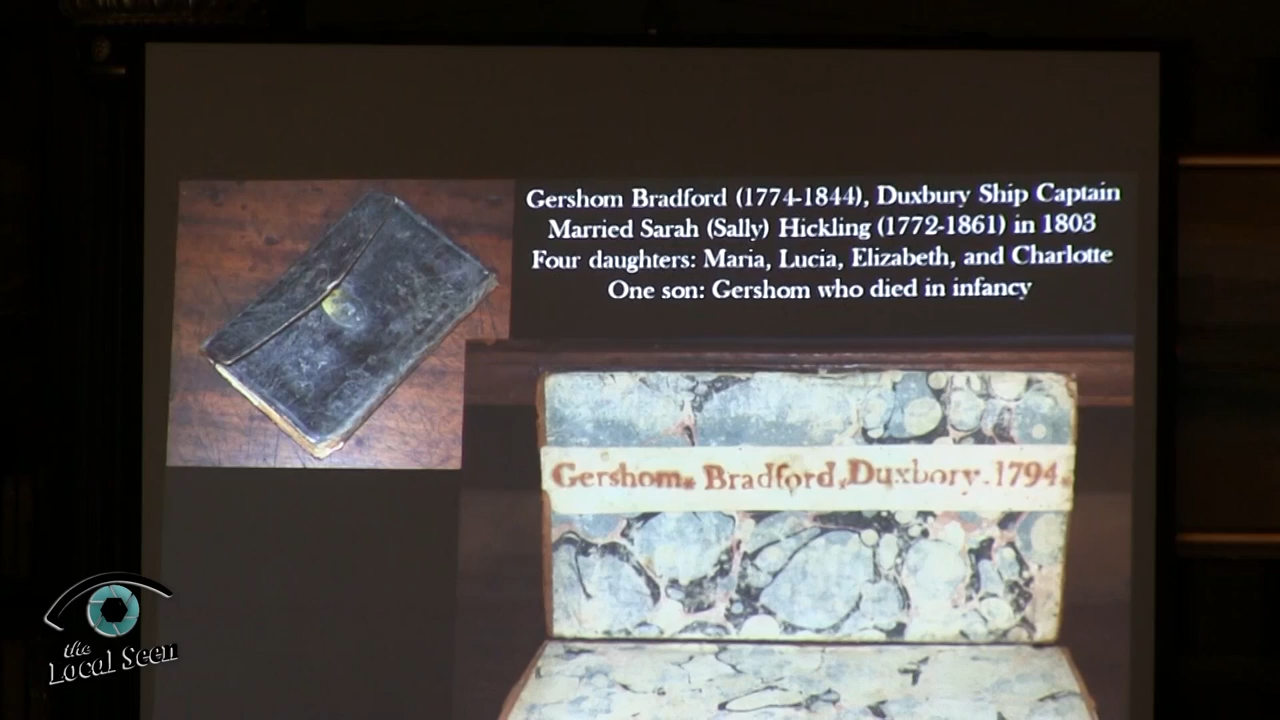 Gershom Bradford (1774-1844), Duxbury Ship Captain
Married Sarah (Sally) Hickling (1772-1861) in 1803
Four daughters: Maria, Lucia, Elizabeth, and Charlotte
One son: Gershom who died in infancy
Gershom. Bradford. Duxbory. 1794.
the
Local Seen